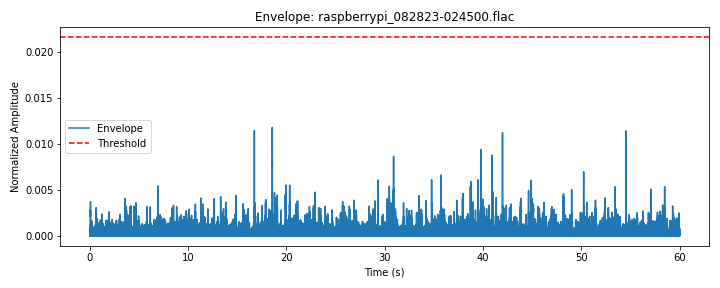 Envelope: raspberrypi_082823-024500.flac
Normalized Amplitude
0.020
0.015
0.010
0.005
0.000
Envelope
Threshold
0 10 20 30 40 50 60
Time (s)